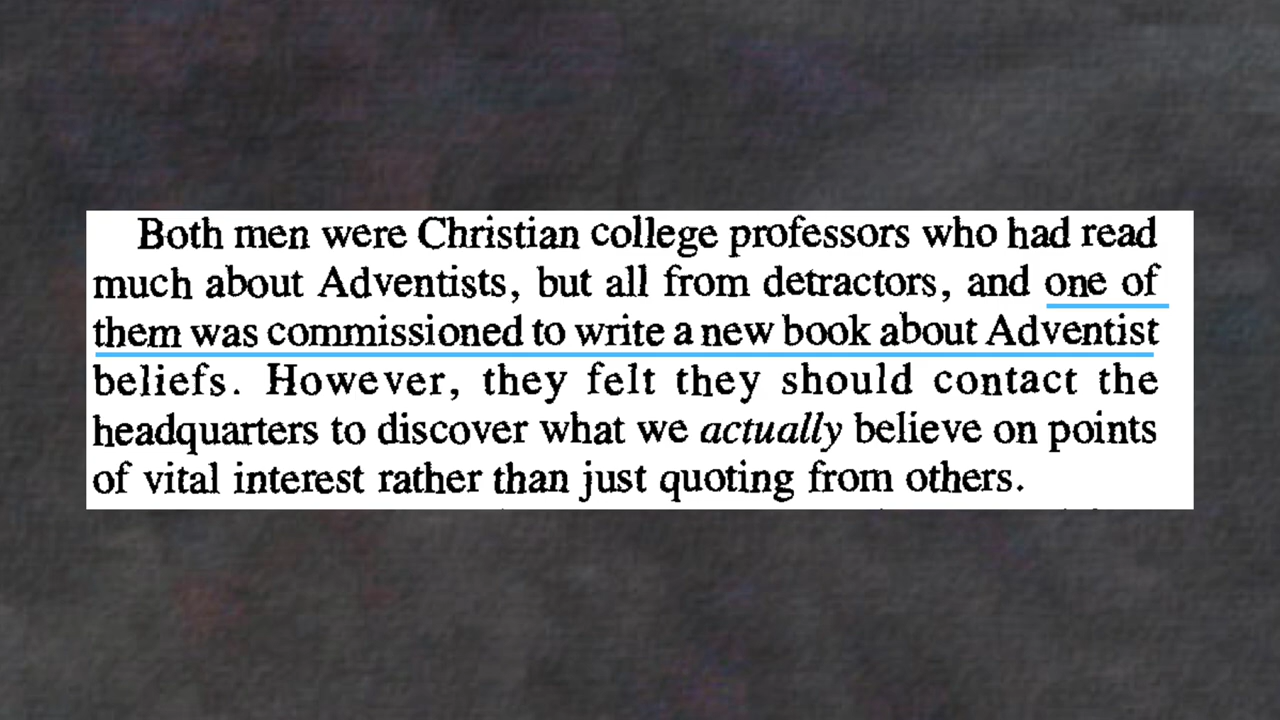 Both men were Christian college professors who had read
much about Adventists, but all from detractors, and one of
them was commissioned to write a new book about Adventist
beliefs. However, they felt they should contact the
headquarters to discover what we actually believe on points
of vital interest rather than just quoting from others.